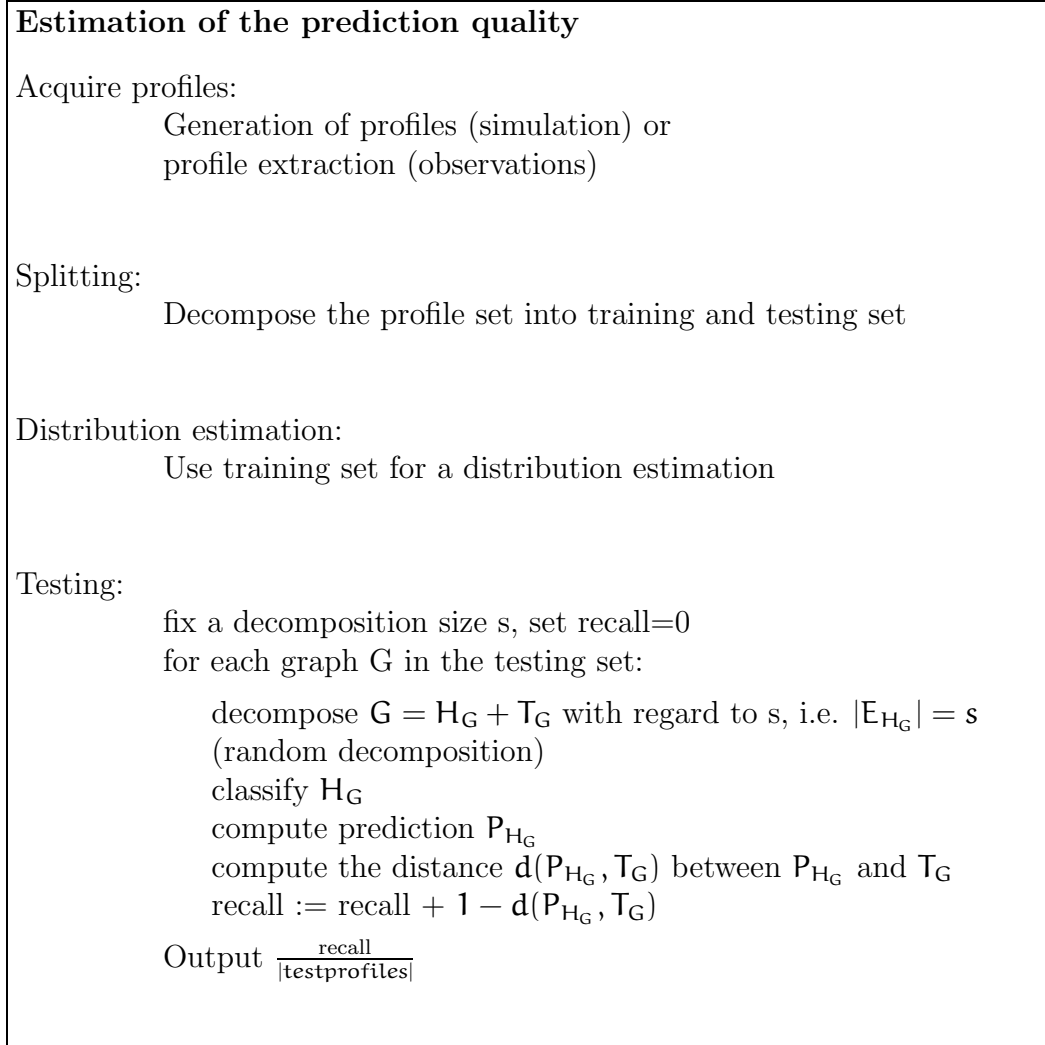 Estimation of the prediction quality
Acquire profiles:
Generation of profiles (simulation) or
profile extraction (observations)
Splitting:
Decompose the profile set into training and testing set
Distribution estimation:
Use training set for a distribution estimation
Testing:
fix a decomposition size s, set recall=0
for each graph G in the testing set:
decompose G = H_G + T_G with regard to s, i.e. |E_{H_G}| = s
(random decomposition)
classify H_G
compute prediction P_{H_G}
compute the distance d(P_{H_G}, T_G) between P_{H_G} and T_G
recall := recall + 1 − d(P_{H_G}, T_G)
Output recall/|testprofiles|